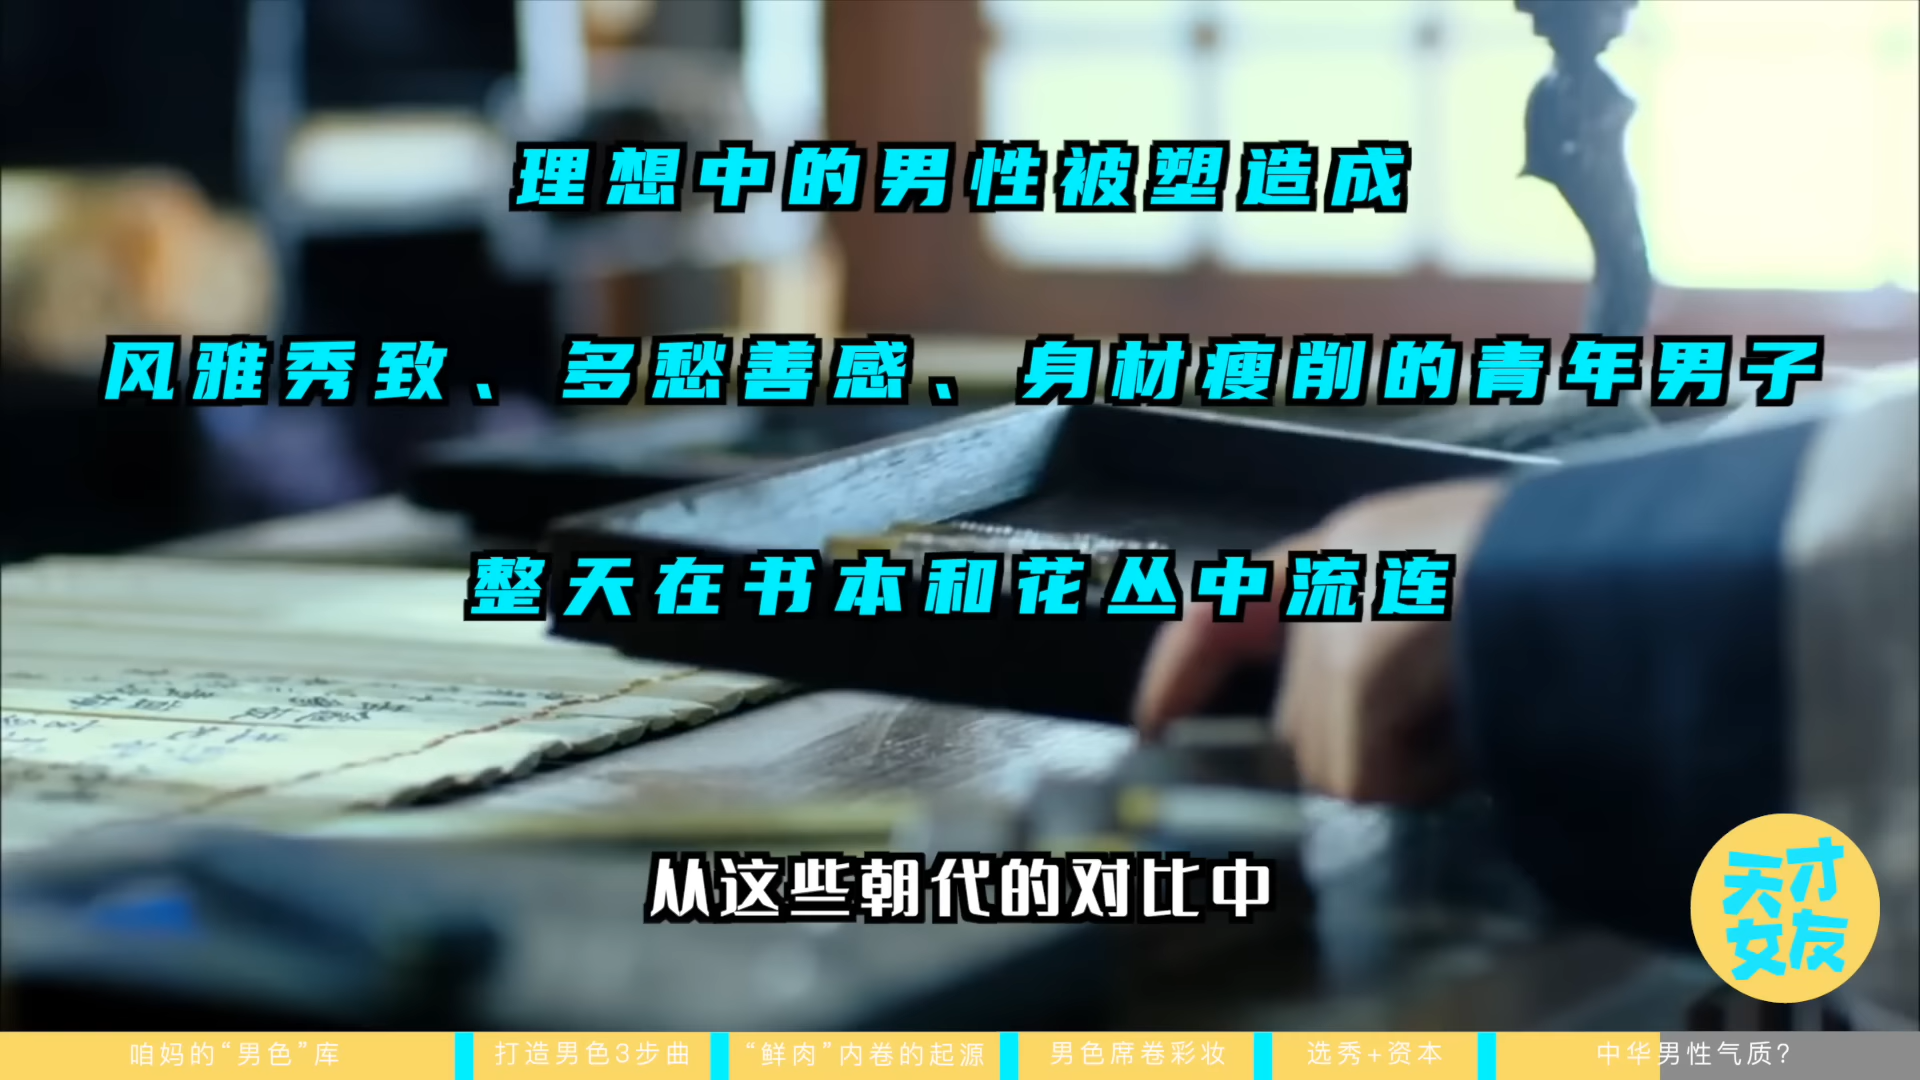 理想中的男性被塑造成
风雅秀致、多愁善感、身材瘦削的青年男子
整天在书本和花丛中流连
从这些朝代的对比中
天才
女友
咱妈的“男色”库
打造男色3步曲
“鲜肉”内卷的起源
男色席卷彩妆
选秀+资本
中华男性气质?